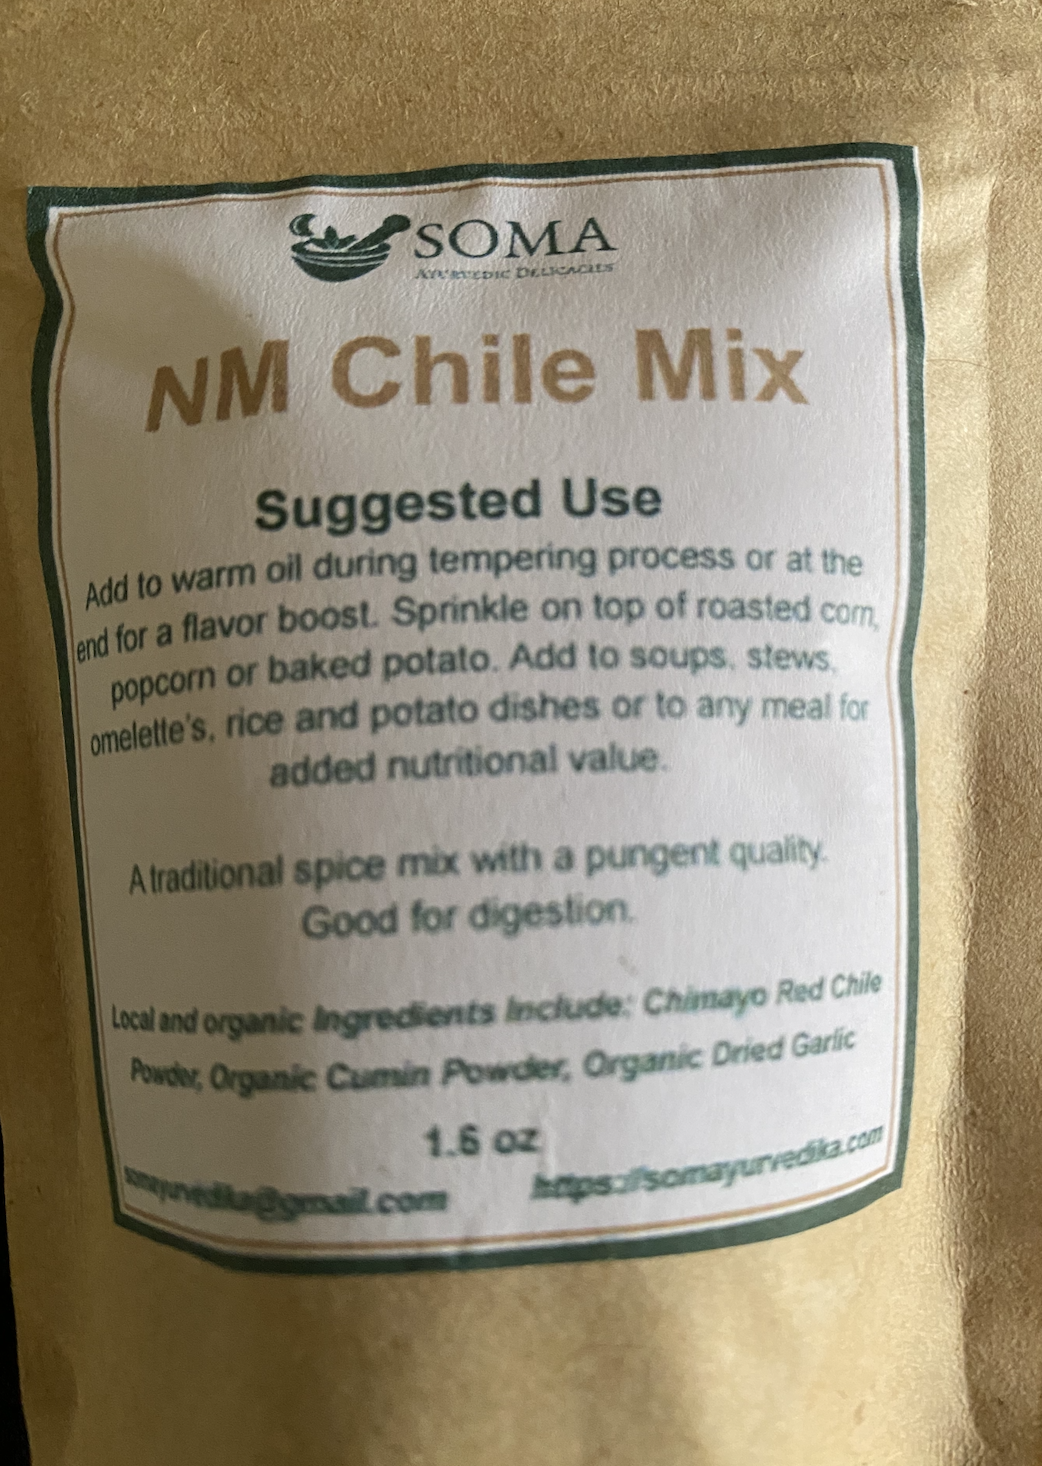 SOMA
AYURVEDIC DELICACIES
NM Chile Mix
Suggested Use
Add to warm oil during tempering process or at the
end for a flavor boost. Sprinkle on top of roasted corn,
popcorn or baked potato. Add to soups, stews,
omelette's, rice and potato dishes or to any meal for
added nutritional value.
A traditional spice mix with a pungent quality.
Good for digestion.
Local and organic Ingredients Include: Chimayo Red Chile
Powder, Organic Cumin Powder, Organic Dried Garlic
1.6 oz
somayurvedika@gmail.com https://somayurvedika.com